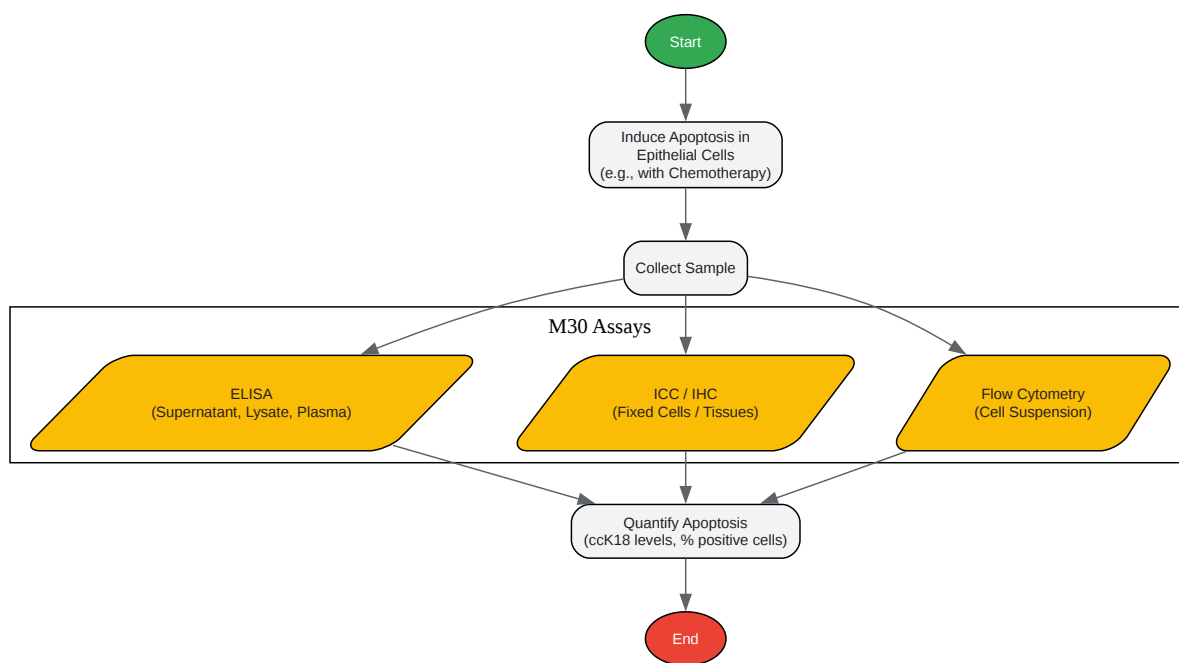 Start
Induce Apoptosis in
Epithelial Cells
(e.g., with Chemotherapy)
Collect Sample
M30 Assays
ELISA
(Supernatant, Lysate, Plasma)
ICC / IHC
(Fixed Cells / Tissues)
Flow Cytometry
(Cell Suspension)
Quantify Apoptosis
(ccK18 levels, % positive cells)
End